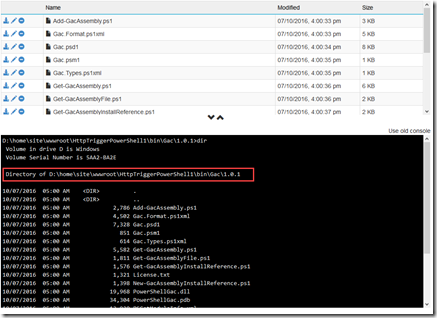 Name Modified Size
Add-GacAssembly.ps1 07/10/2016, 4:00:33 pm 3 KB
Gac.Format.ps1xml 07/10/2016, 4:00:33 pm 5 KB
Gac.psd1 07/10/2016, 4:00:34 pm 8 KB
Gac.psm1 07/10/2016, 4:00:35 pm 1 KB
Gac.Types.ps1xml 07/10/2016, 4:00:35 pm 1 KB
Get-GacAssembly.ps1 07/10/2016, 4:00:36 pm 6 KB
Get-GacAssemblyFile.ps1 07/10/2016, 4:00:36 pm 2 KB
Get-GacAssemblyInstallReference.ps1 07/10/2016, 4:00:37 pm 2 KB
Use old console
D:\home\site\wwwroot\HttpTriggerPowerShell1\bin\Gac\1.0.1>dir
Volume in drive D is Windows
Volume Serial Number is 5AA2-BA2E
Directory of D:\home\site\wwwroot\HttpTriggerPowerShell1\bin\Gac\1.0.1
10/07/2016 05:00 AM <DIR> .
10/07/2016 05:00 AM <DIR> ..
10/07/2016 05:00 AM 2,786 Add-GacAssembly.ps1
10/07/2016 05:00 AM 4,502 Gac.Format.ps1xml
10/07/2016 05:00 AM 7,328 Gac.psd1
10/07/2016 05:00 AM 851 Gac.psm1
10/07/2016 05:00 AM 614 Gac.Types.ps1xml
10/07/2016 05:00 AM 5,582 Get-GacAssembly.ps1
10/07/2016 05:00 AM 1,811 Get-GacAssemblyFile.ps1
10/07/2016 05:00 AM 1,576 Get-GacAssemblyInstallReference.ps1
10/07/2016 05:00 AM 1,321 License.txt
10/07/2016 05:00 AM 1,398 New-GacAssemblyInstallReference.ps1
10/07/2016 05:00 AM 19,968 PowerShellGac.dll
10/07/2016 05:00 AM 34,304 PowerShellGac.pdb